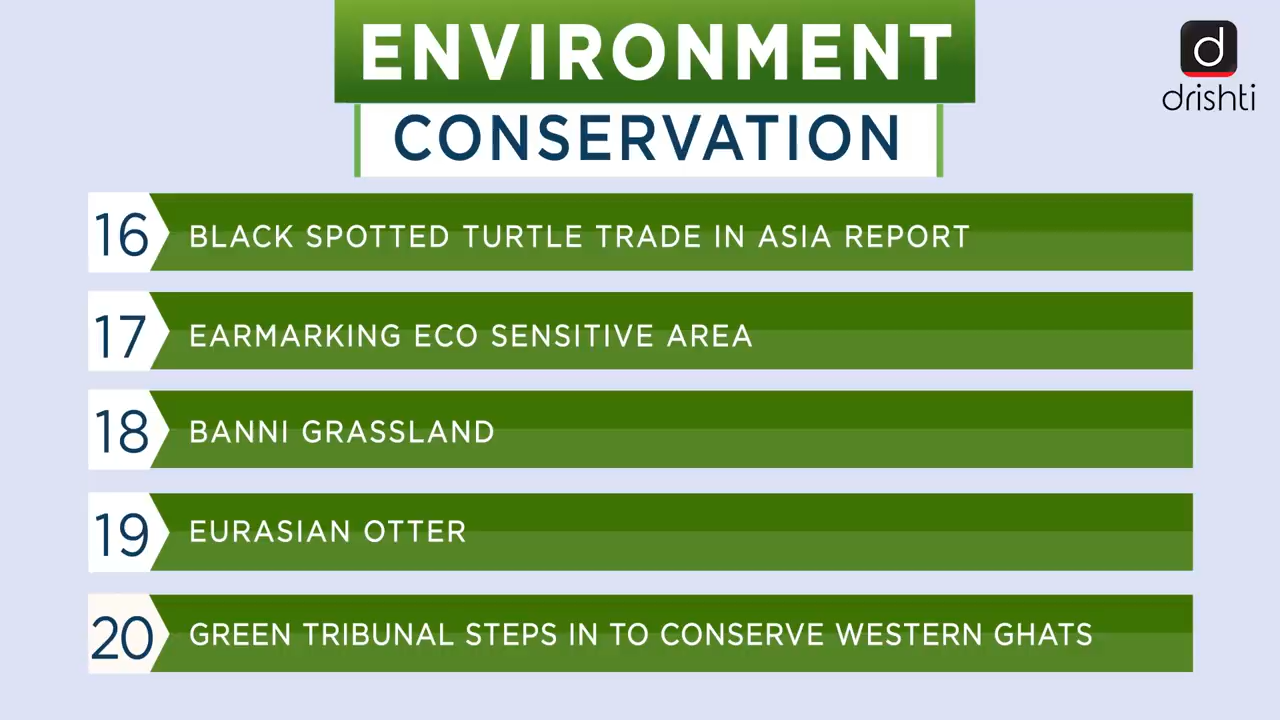 ENVIRONMENT
CONSERVATION
d
drishti
16 BLACK SPOTTED TURTLE TRADE IN ASIA REPORT
17 EARMARKING ECO SENSITIVE AREA
18 BANNI GRASSLAND
19 EURASIAN OTTER
20 GREEN TRIBUNAL STEPS IN TO CONSERVE WESTERN GHATS